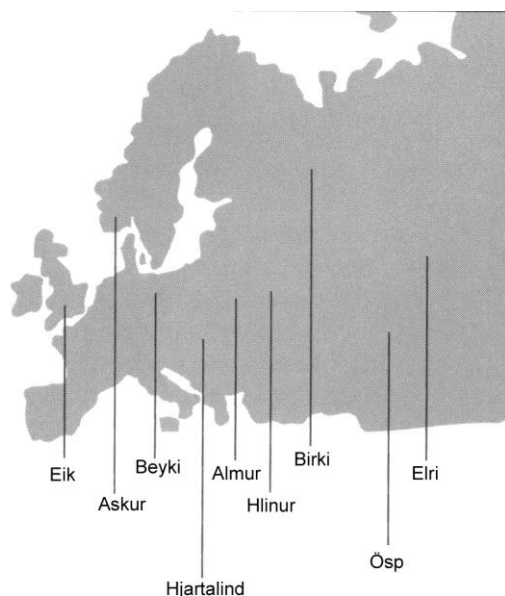 Eik
Askur
Beyki
Hjartalind
Almur
Hlinur
Birki
Ösp
Elri